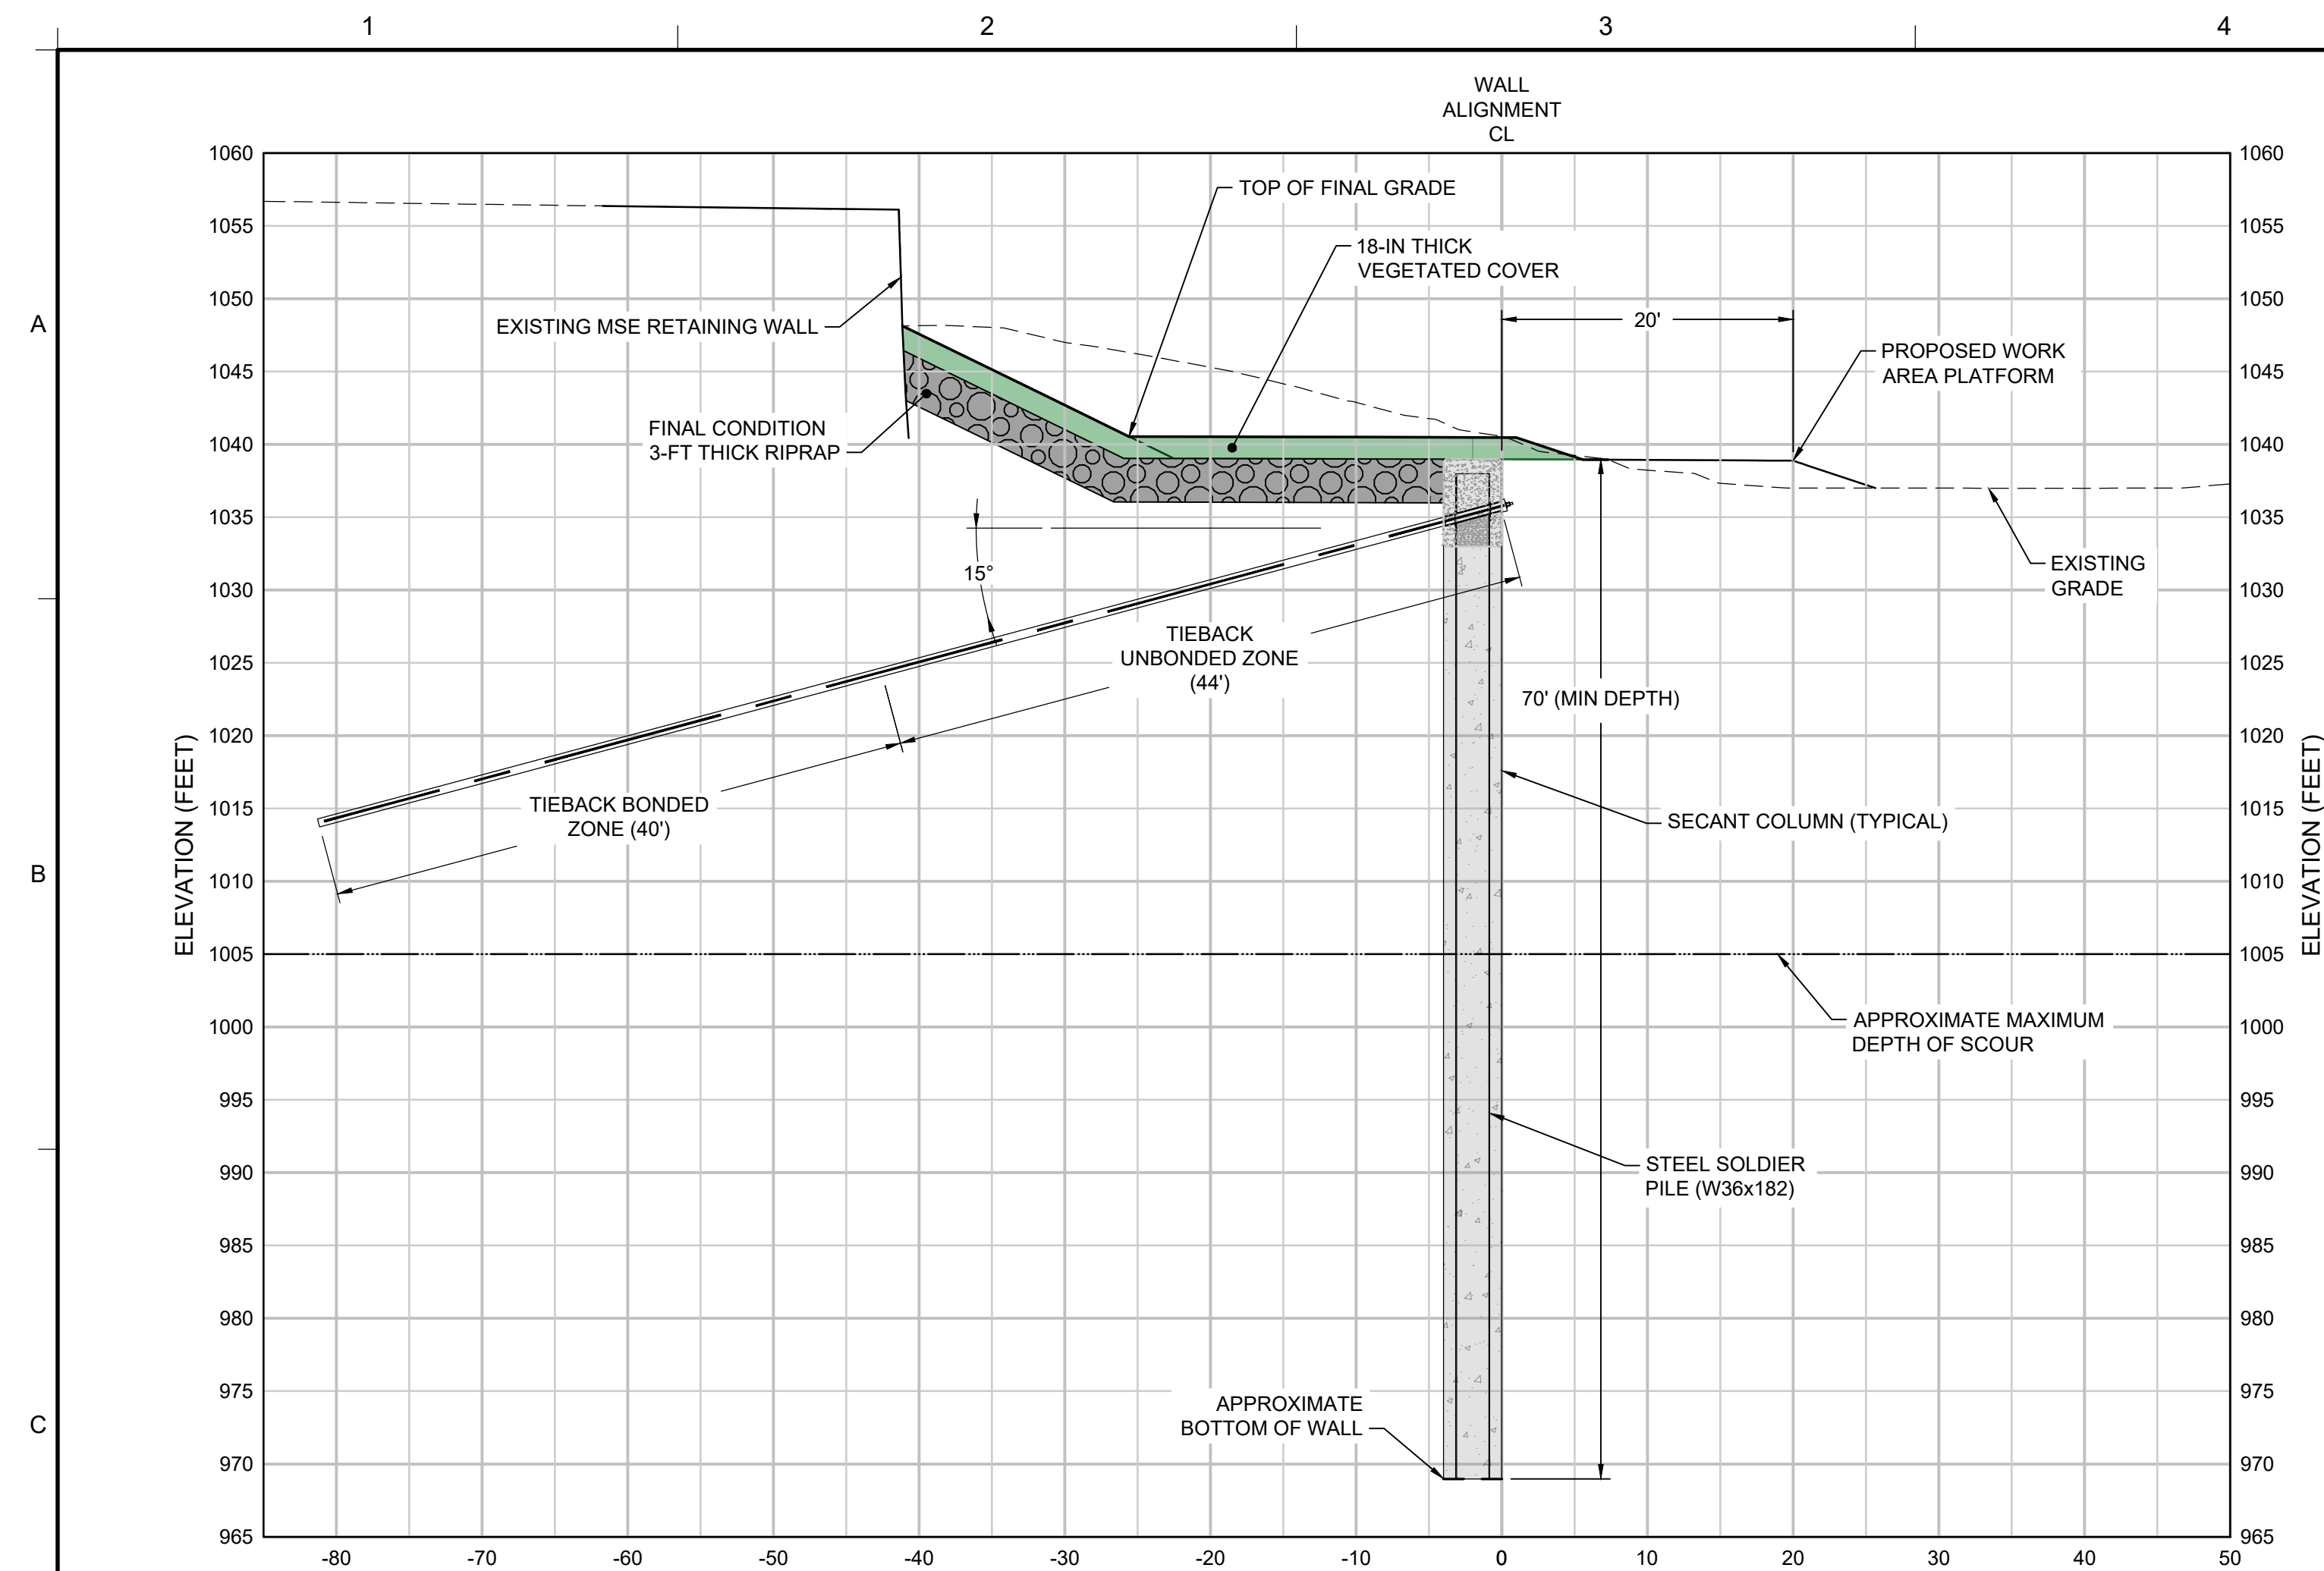 1 2 3 4
WALL
ALIGNMENT
CL
1060 1060
TOP OF FINAL GRADE
1055 1055
18-IN THICK
VEGETATED COVER
1050 1050
EXISTING MSE RETAINING WALL
20'
A
PROPOSED WORK
AREA PLATFORM
1045 1045
FINAL CONDITION
3-FT THICK RIPRAP
1040 1040
1035 1035
15°
EXISTING
GRADE
1030 1030
TIEBACK
UNBONDED ZONE
(44')
1025 1025
70' (MIN DEPTH)
1020 1020
TIEBACK BONDED
ZONE (40')
1015 1015
SECANT COLUMN (TYPICAL)
ELEVATION (FEET)
ELEVATION (FEET)
B
1010 1010
1005 1005
APPROXIMATE MAXIMUM
DEPTH OF SCOUR
1000 1000
995 995
STEEL SOLDIER
PILE (W36x182)
990 990
985 985
980 980
975 975
APPROXIMATE
BOTTOM OF WALL
C
970 970
965 965
-80 -70 -60 -50 -40 -30 -20 -10 0 10 20 30 40 50